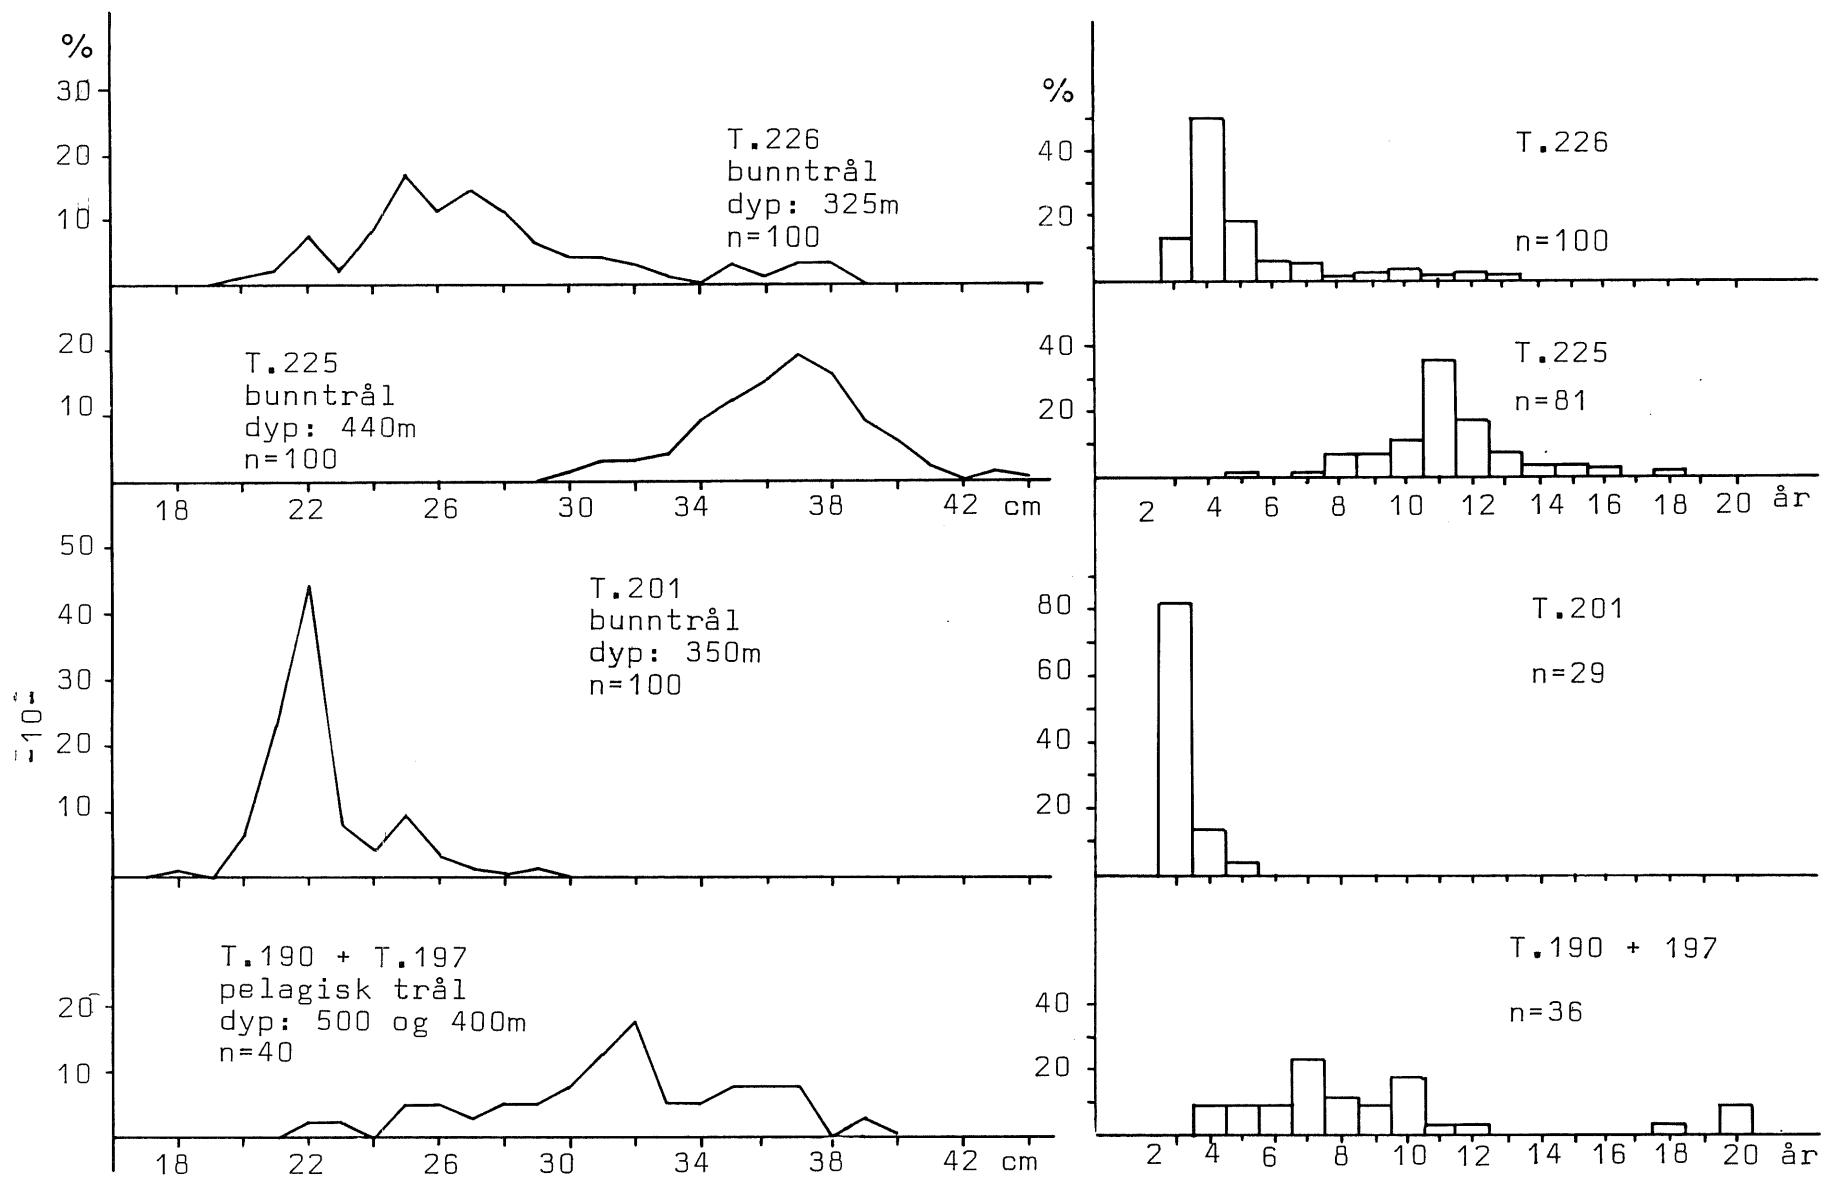 %
30
20
10
T.226
bunntrål
dyp: 325m
n=100
20
10
T.225
bunntrål
dyp: 440m
n=100
18 22 26 30 34 38 42 cm
50
40
30
20
10
T.201
bunntrål
dyp: 350m
n=100
20
10
T.190 + T.197
pelagisk trål
dyp: 500 og 400m
n=40
18 22 26 30 34 38 42 cm
%
40
20
T.226
n=100
40
20
T.225
n=81
2 4 6 8 10 12 14 16 18 20 år
80
60
40
20
T.201
n=29
40
20
T.190 + 197
n=36
2 4 6 8 10 12 14 16 18 20 år